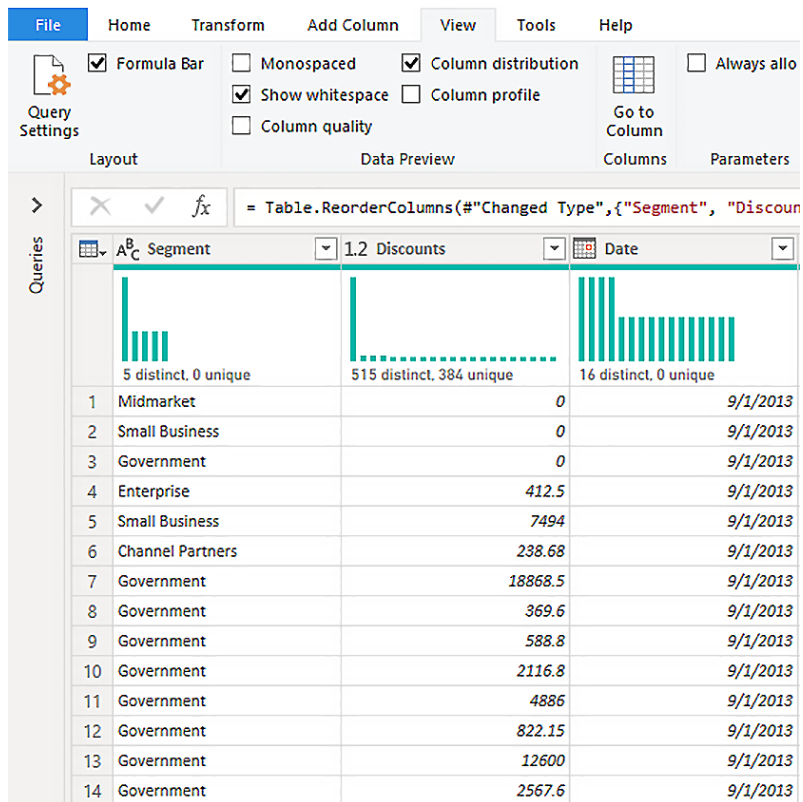 File Home Transform Add Column View Tools Help
Formula Bar Monospaced Column distribution Always allo
Show whitespace Column profile
Query Settings Column quality Go to Column
Layout Data Preview Columns Parameters
fx = Table.ReorderColumns(#"Changed Type",{"Segment", "Discoun
Queries
ABC Segment 1.2 Discounts Date
5 distinct, 0 unique 515 distinct, 384 unique 16 distinct, 0 unique
1 Midmarket 0 9/1/2013
2 Small Business 0 9/1/2013
3 Government 0 9/1/2013
4 Enterprise 412.5 9/1/2013
5 Small Business 7494 9/1/2013
6 Channel Partners 238.68 9/1/2013
7 Government 18868.5 9/1/2013
8 Government 369.6 9/1/2013
9 Government 588.8 9/1/2013
10 Government 2116.8 9/1/2013
11 Government 4886 9/1/2013
12 Government 822.15 9/1/2013
13 Government 12600 9/1/2013
14 Government 2567.6 9/1/2013